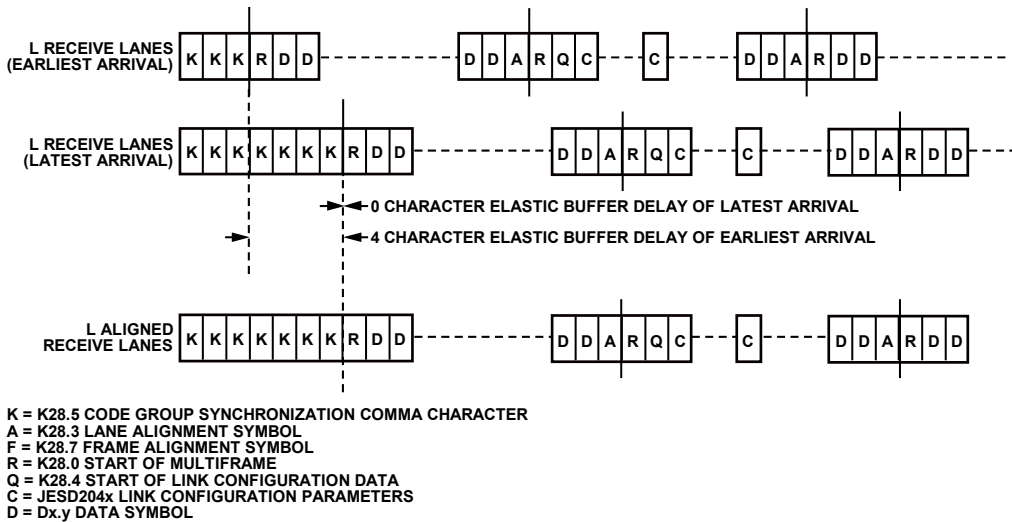 L RECEIVE LANES
(EARLIEST ARRIVAL)
K K K R D D
D D A R Q C
C
D D A R D D
L RECEIVE LANES
(LATEST ARRIVAL)
K K K K K K K R D D
D D A R Q C
C
D D A R D D
0 CHARACTER ELASTIC BUFFER DELAY OF LATEST ARRIVAL
4 CHARACTER ELASTIC BUFFER DELAY OF EARLIEST ARRIVAL
L ALIGNED
RECEIVE LANES
K K K K K K K R D D
D D A R Q C
C
D D A R D D
K = K28.5 CODE GROUP SYNCHRONIZATION COMMA CHARACTER
A = K28.3 LANE ALIGNMENT SYMBOL
F = K28.7 FRAME ALIGNMENT SYMBOL
R = K28.0 START OF MULTIFRAME
Q = K28.4 START OF LINK CONFIGURATION DATA
C = JESD204x LINK CONFIGURATION PARAMETERS
D = Dx.y DATA SYMBOL